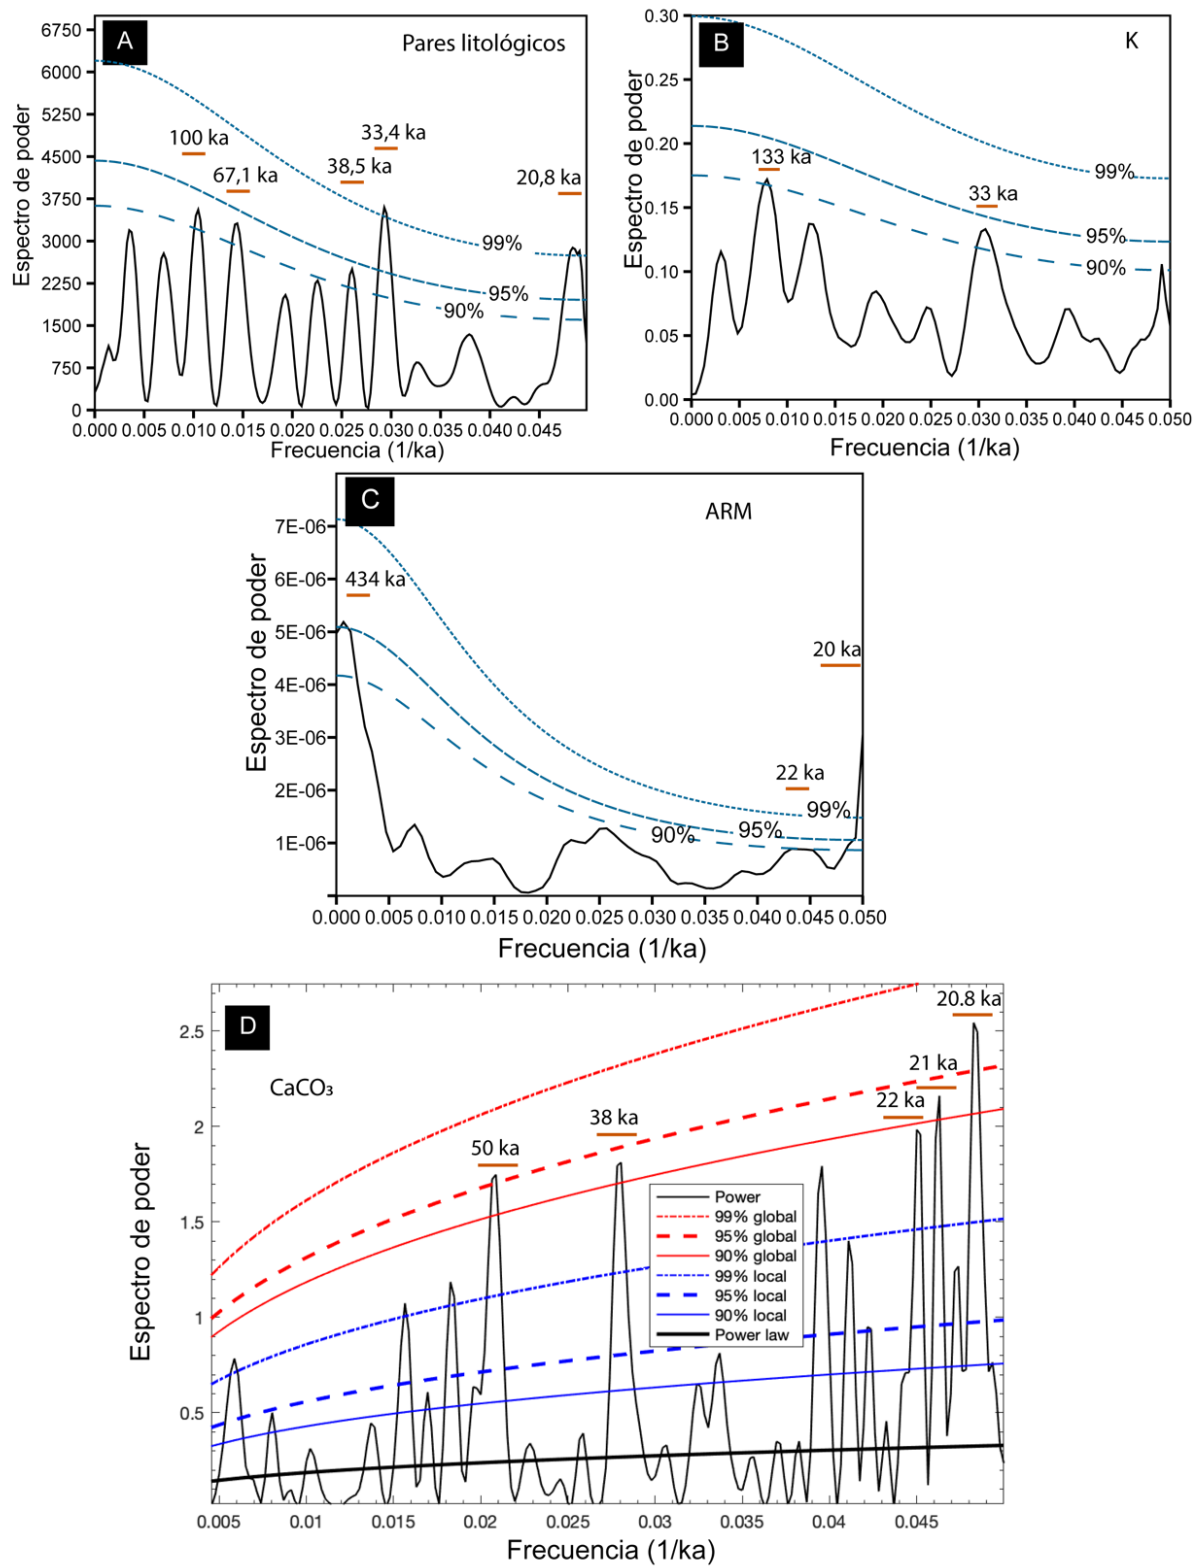 A
Pares litológicos
Espectro de poder
6750
6000
5250
4500
3750
3000
2250
1500
750
0
100 ka
67,1 ka
38,5 ka
33,4 ka
20,8 ka
99%
95%
90%
0.000 0.005 0.010 0.015 0.020 0.025 0.030 0.035 0.040 0.045
Frecuencia (1/ka)
B
K
Espectro de poder
0.30
0.25
0.20
0.15
0.10
0.05
0.00
133 ka
33 ka
99%
95%
90%
0.000 0.005 0.010 0.015 0.020 0.025 0.030 0.035 0.040 0.045 0.050
Frecuencia (1/ka)
C
ARM
Espectro de poder
7E-06
6E-06
5E-06
4E-06
3E-06
2E-06
1E-06
434 ka
20 ka
22 ka
99%
95%
90%
0.000 0.005 0.010 0.015 0.020 0.025 0.030 0.035 0.040 0.045 0.050
Frecuencia (1/ka)
D
CaCO₃
Espectro de poder
2.5
2
1.5
1
0.5
50 ka
38 ka
22 ka
21 ka
20.8 ka
Power
99% global
95% global
90% global
99% local
95% local
90% local
Power law
0.005 0.01 0.015 0.02 0.025 0.03 0.035 0.04 0.045
Frecuencia (1/ka)